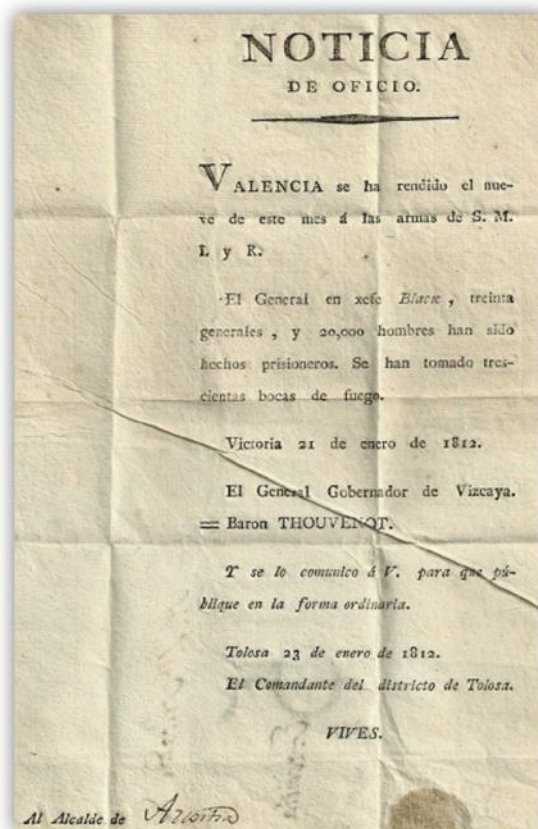 NOTICIA
DE OFICIO.
VALENCIA se ha rendido el nue-
ve de este mes á las armas de S. M.
I. y R.
El General en xefe Black, treinta
generales, y 20,000 hombres han sido
hechos prisioneros. Se han tomado tres-
cientas bocas de fuego.
Victoria 21 de enero de 1812.
El General Gobernador de Vizcaya.
= Baron THOUVENOT.
Y se lo comunico á V. para que pú-
blique en la forma ordinaria.
Tolosa 23 de enero de 1812.
El Comandante del districto de Tolosa.
VIVES.
Al Alcalde de